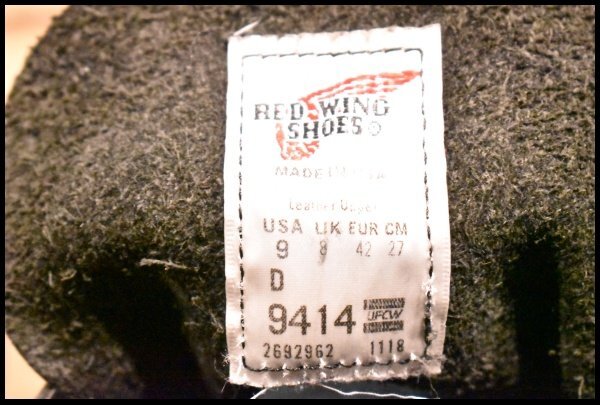 RED WING
SHOES®
MADE IN USA
Leather Upper
USA UK EUR CM
9 8 42 27
D
9414 UFCW
2692962 1118